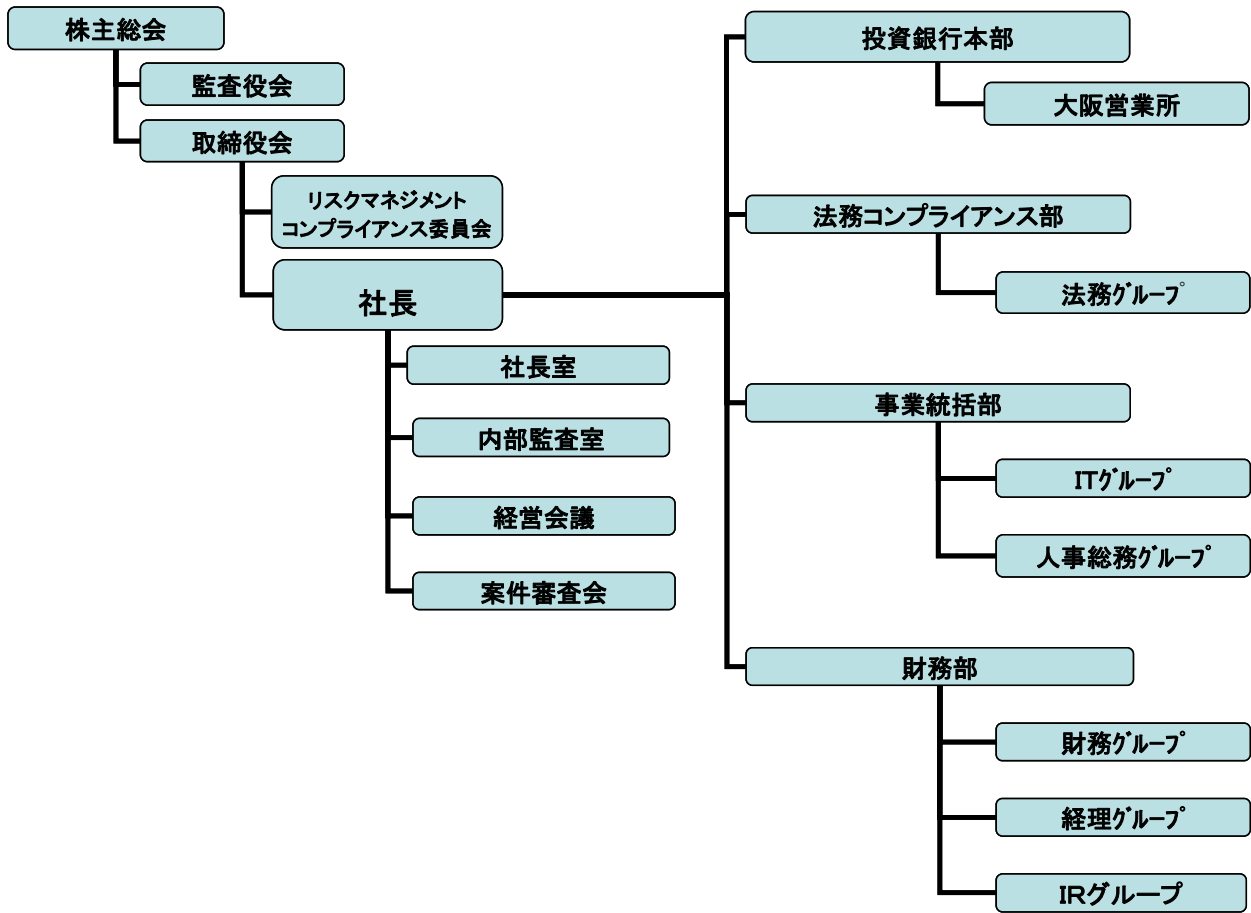 株主総会
監査役会
取締役会
リスクマネジメント
コンプライアンス委員会
社長
社長室
内部監査室
経営会議
案件審査会
投資銀行本部
大阪営業所
法務コンプライアンス部
法務ｸﾞﾙｰﾌﾟ
事業統括部
ITｸﾞﾙｰﾌﾟ
人事総務ｸﾞﾙｰﾌﾟ
財務部
財務ｸﾞﾙｰﾌﾟ
経理ｸﾞﾙｰﾌﾟ
IRグループ